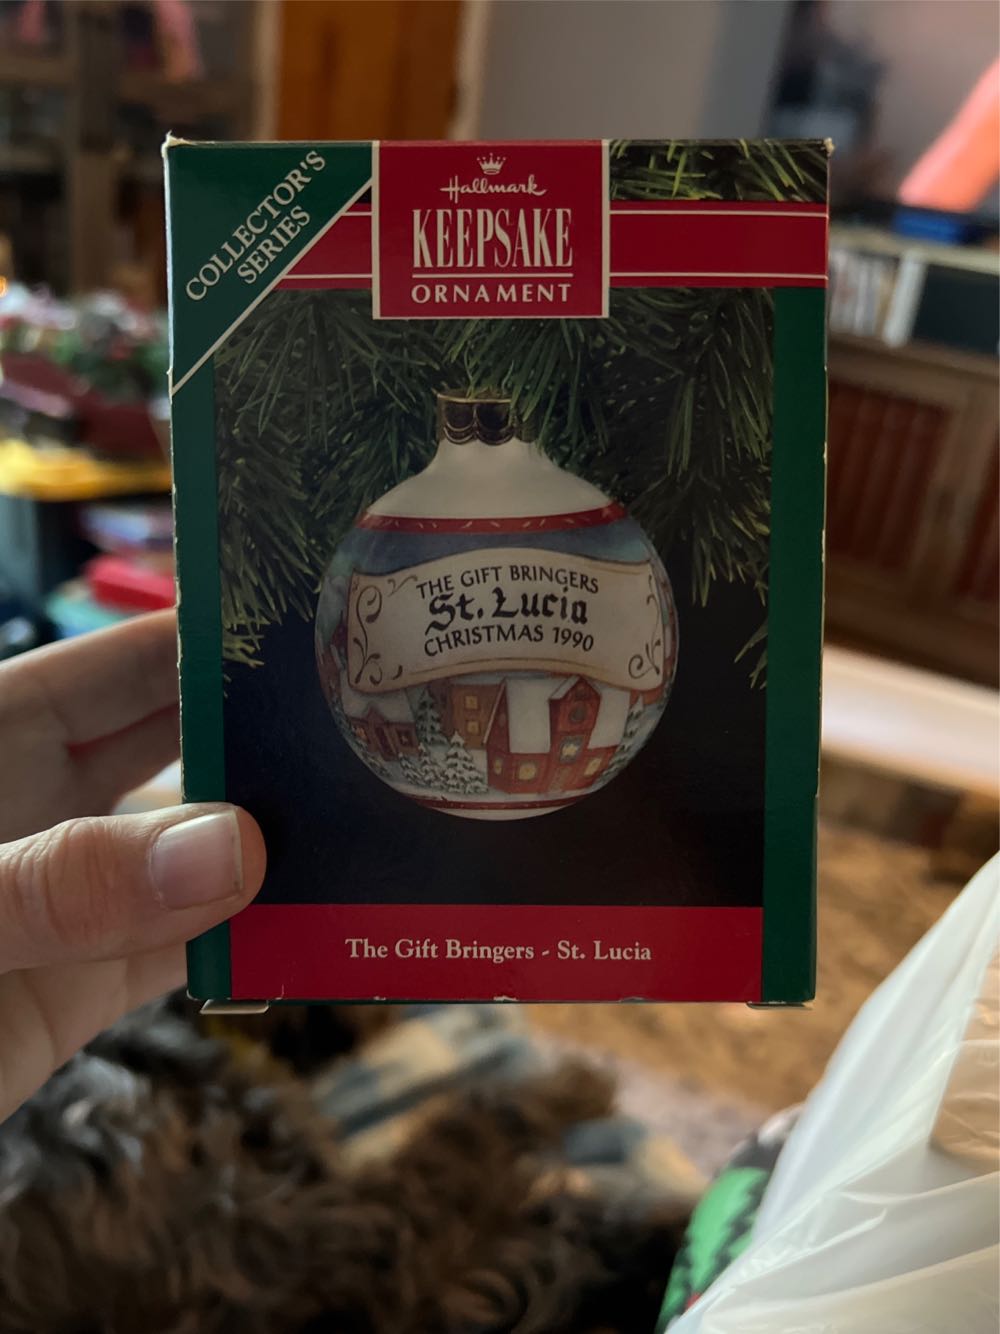 COLLECTOR'S
SERIES
Hallmark
KEEPSAKE
ORNAMENT
THE GIFT BRINGERS
St. Lucia
CHRISTMAS 1990
The Gift Bringers - St. Lucia